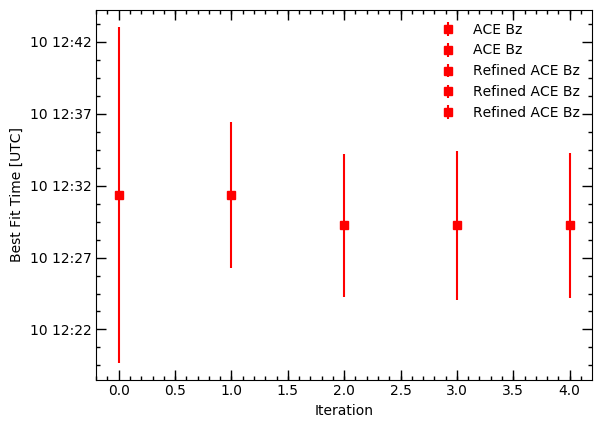 ACE Bz
ACE Bz
Refined ACE Bz
Refined ACE Bz
Refined ACE Bz
10 12:42
10 12:37
10 12:32
10 12:27
10 12:22
Best Fit Time [UTC]
0.0 0.5 1.0 1.5 2.0 2.5 3.0 3.5 4.0
Iteration